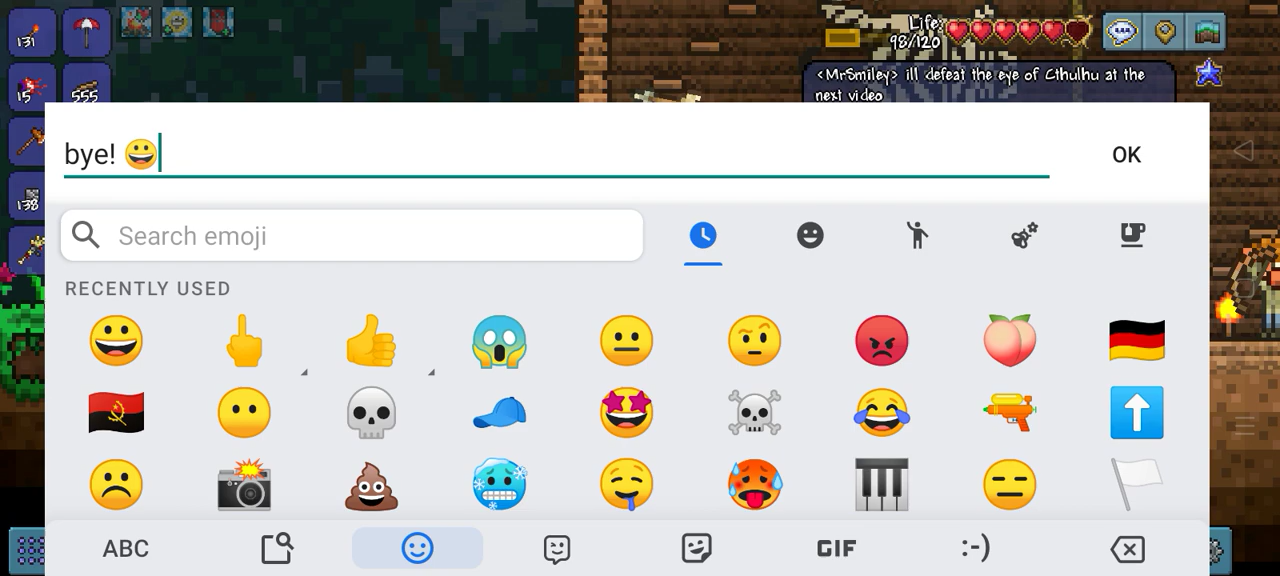 131
Life:
98/120
15
555
<MrSmiley> ill defeat the eye of Cthulhu at the
next video
bye! 😀
OK
138
Search emoji
RECENTLY USED
ABC
GIF
:-)